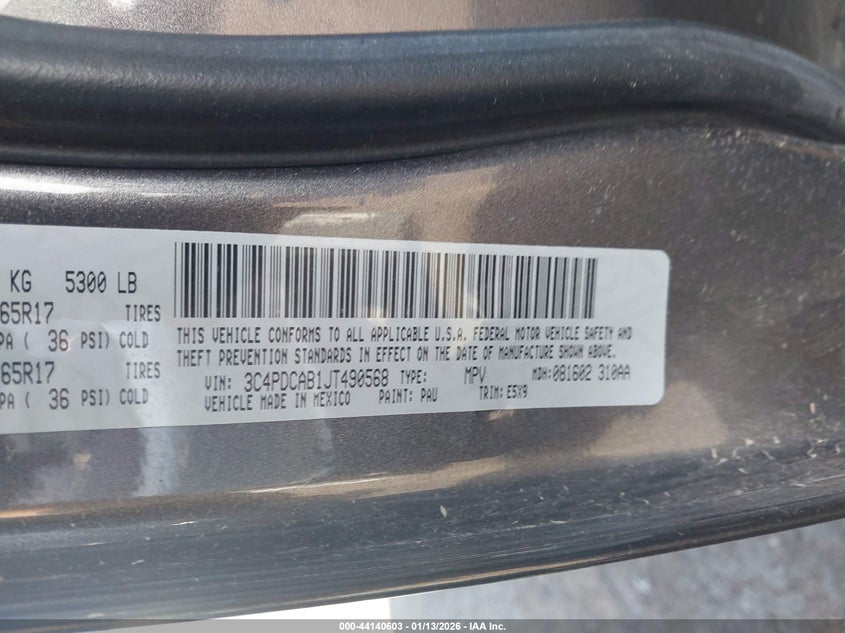 KG 5300 LB
65R17 TIRES
PA ( 36 PSI) COLD
65R17 TIRES
PA ( 36 PSI) COLD
THIS VEHICLE CONFORMS TO ALL APPLICABLE U.S.A. FEDERAL MOTOR VEHICLE SAFETY AND
THEFT PREVENTION STANDARDS IN EFFECT ON THE DATE OF MANUFACTURE SHOWN ABOVE.
VIN: 3C4PDCAB1JT490568 TYPE: MPV MDH: 081602 310AA
VEHICLE MADE IN MEXICO PAINT: PAU TRIM: E5X9
000-44140603 - 01/13/2026 - IAA Inc.